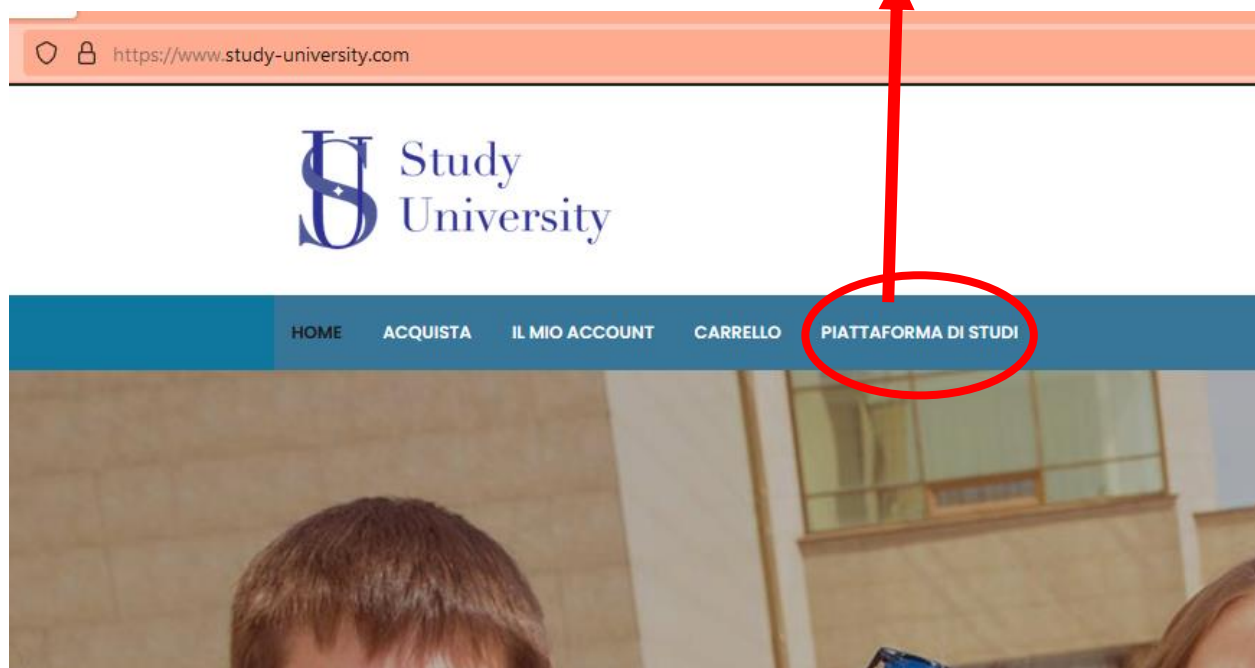 https://www.study-university.com
Study
University
HOME ACQUISTA IL MIO ACCOUNT CARRELLO PIATTAFORMA DI STUDI